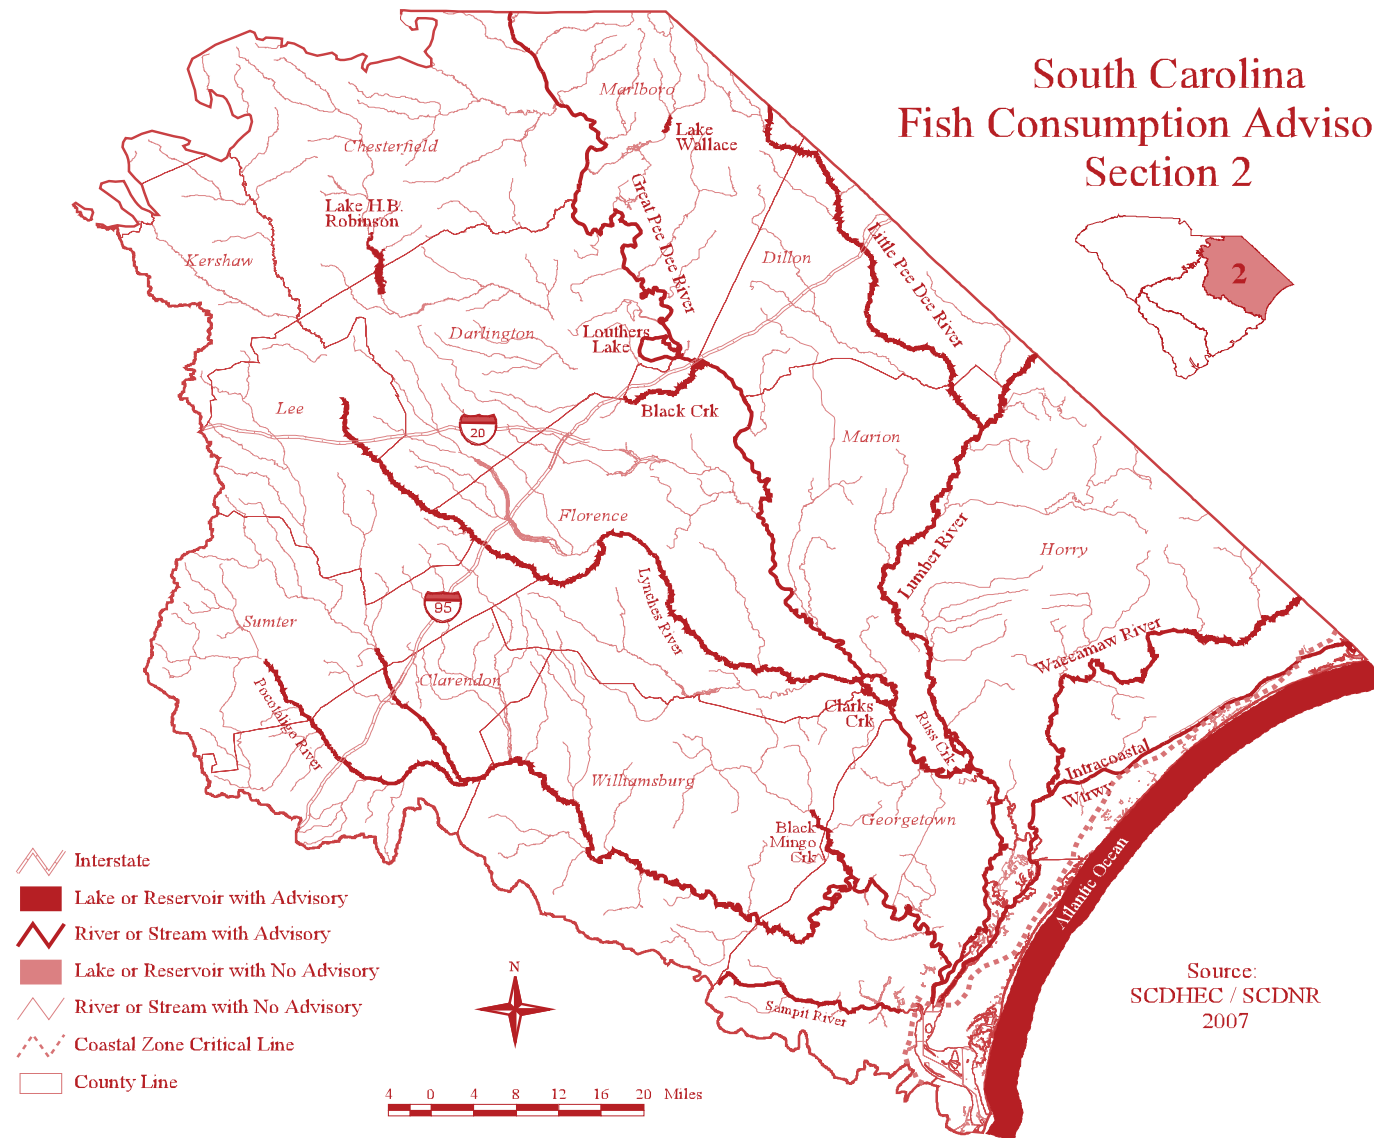 South Carolina
Fish Consumption Adviso
Section 2
2
Marlboro
Lake
Wallace
Chesterfield
Lake H.B.
Robinson
Great Pee Dee River
Kershaw
Dillon
Little Pee Dee River
Darlington
Louthers
Lake
Lee
Black Crk
20
Marion
Florence
Lumber River
Horry
Lynches River
95
Sumter
Waccamaw River
Clarendon
Pocotaligo River
Clarks
Crk
Russ Crk
Intracoastal
Wtrwy
Williamsburg
Black
Mingo
Crk
Georgetown
Atlantic Ocean
Sampit River
Interstate
Lake or Reservoir with Advisory
River or Stream with Advisory
Lake or Reservoir with No Advisory
River or Stream with No Advisory
Coastal Zone Critical Line
County Line
N
4 0 4 8 12 16 20 Miles
Source:
SCDHEC / SCDNR
2007